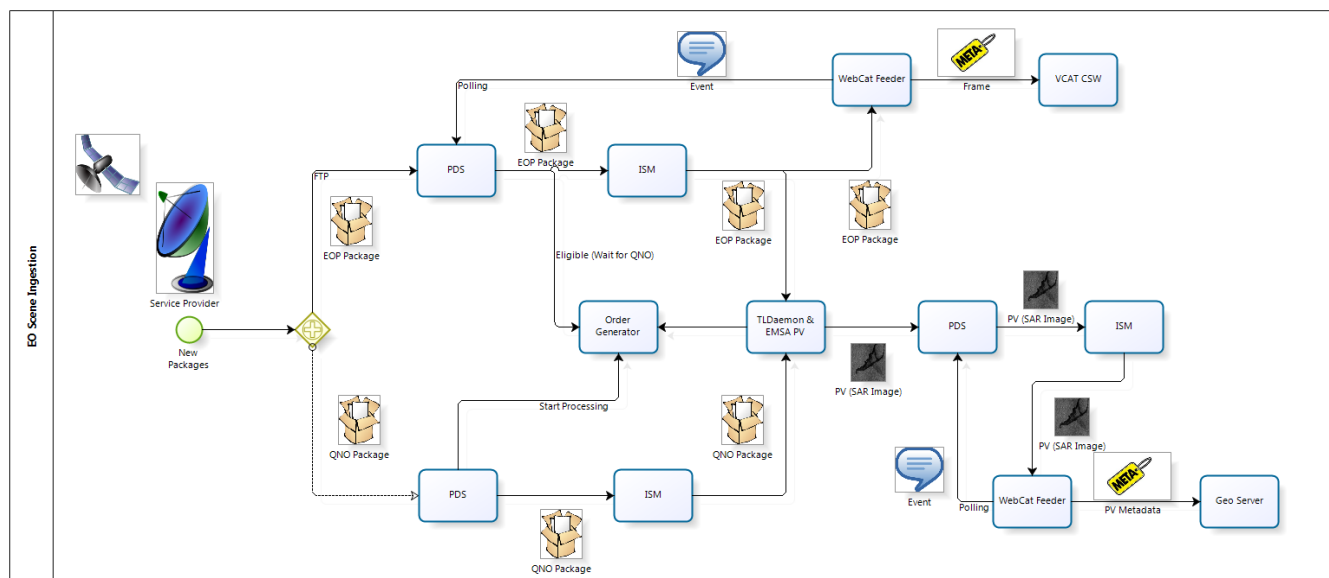 EO Scene Ingestion
Event
Polling
WebCat Feeder
META-
Frame
VCAT CSW
FTP
PDS
EOP Package
ISM
EOP Package
EOP Package
EOP Package
Service Provider
New
Packages
Eligible (Wait for QNO)
Order
Generator
TLDaemon &
EMSA PV
PDS
PV (SAR Image)
ISM
PV (SAR Image)
Start Processing
QNO Package
QNO Package
PV (SAR Image)
PDS
ISM
QNO Package
Event
Polling
WebCat Feeder
META-
PV Metadata
Geo Server